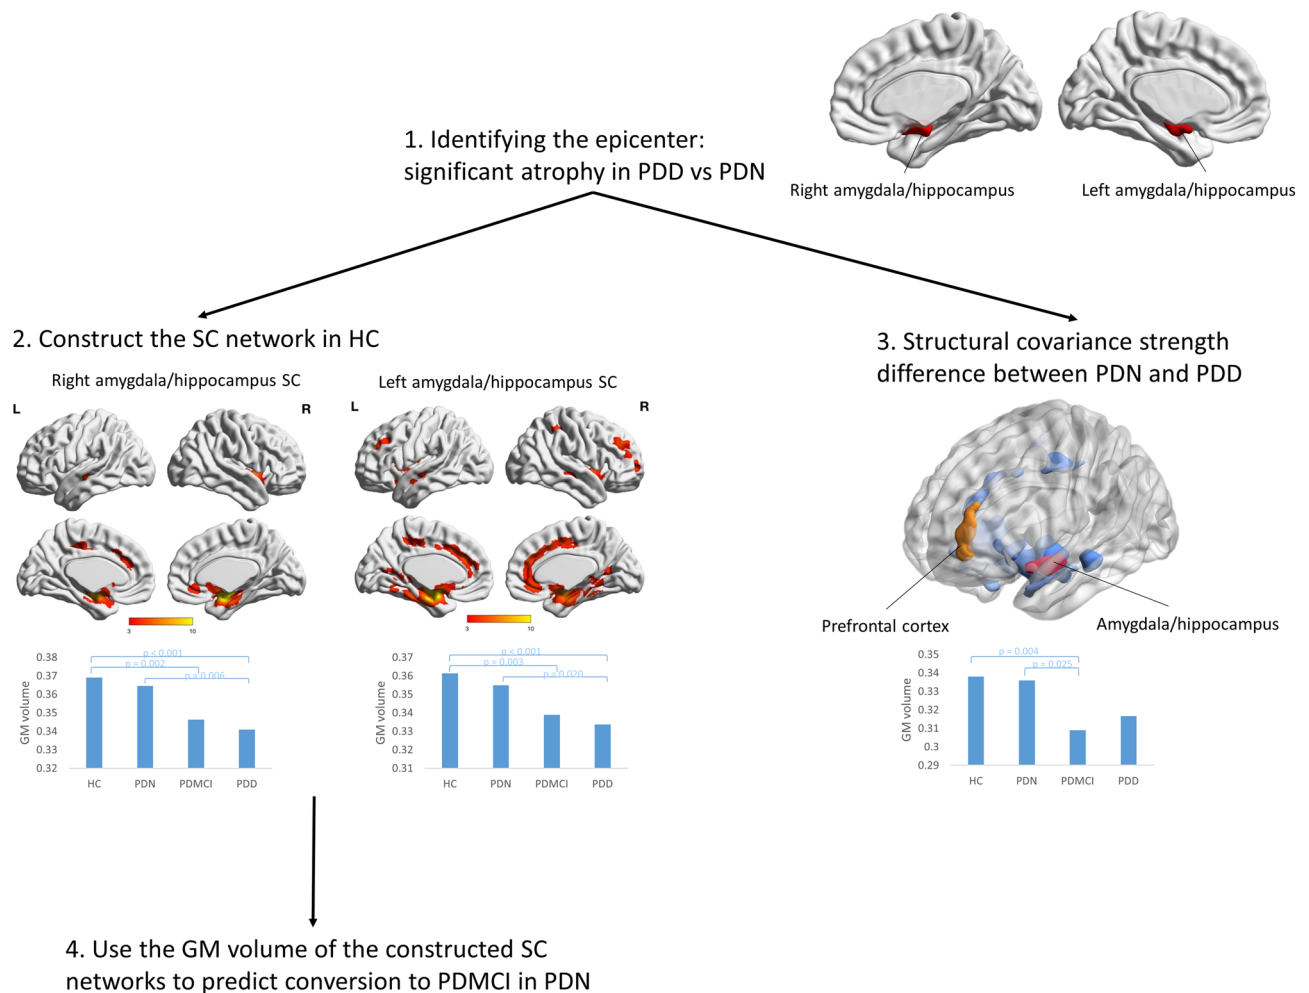 1. Identifying the epicenter:
significant atrophy in PDD vs PDN
Right amygdala/hippocampus
Left amygdala/hippocampus
2. Construct the SC network in HC
Right amygdala/hippocampus SC
L
R
3
10
0.38
0.37
0.36
0.35
0.34
0.33
0.32
GM volume
p < 0.001
p = 0.002
p = 0.006
HC
PDN
PDMCI
PDD
Left amygdala/hippocampus SC
L
R
3
10
0.37
0.36
0.35
0.34
0.33
0.32
0.31
GM volume
p < 0.001
p = 0.003
p = 0.020
HC
PDN
PDMCI
PDD
3. Structural covariance strength
difference between PDN and PDD
Prefrontal cortex
Amygdala/hippocampus
0.35
0.34
0.33
0.32
0.31
0.3
0.29
GM volume
p = 0.004
p = 0.025
HC
PDN
PDMCI
PDD
4. Use the GM volume of the constructed SC
networks to predict conversion to PDMCI in PDN